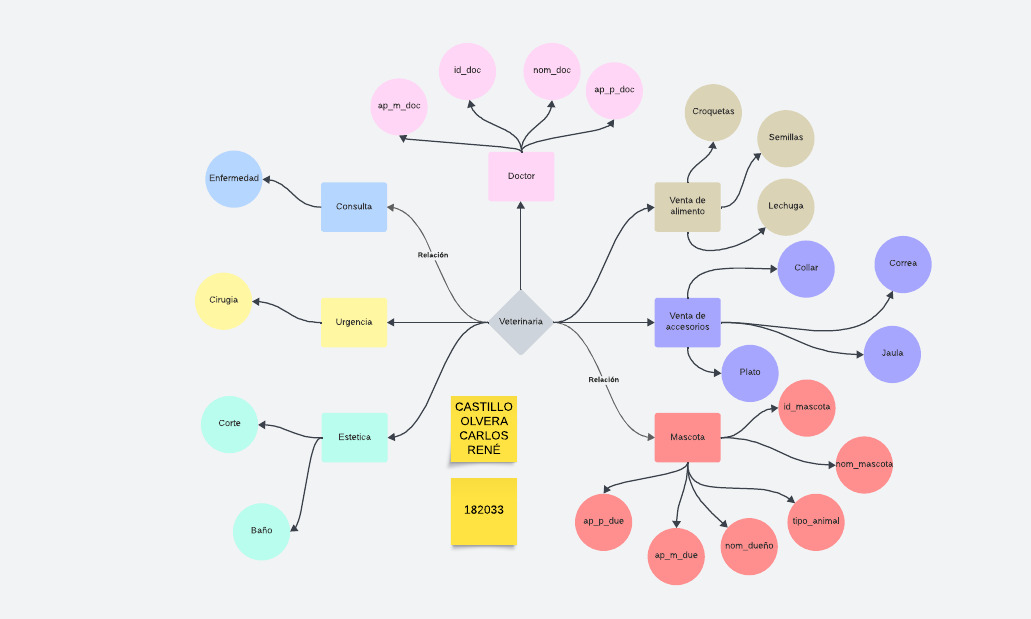 id_doc
nom_doc
ap_m_doc
ap_p_doc
Doctor
Croquetas
Semillas
Lechuga
Venta de
alimento
Enfermedad
Consulta
Relación
Collar
Correa
Jaula
Plato
Venta de
accesorios
Cirugia
Urgencia
Veterinaria
Relación
Corte
Baño
Estetica
CASTILLO
OLVERA
CARLOS
RENÉ
182033
Mascota
id_mascota
nom_mascota
tipo_animal
nom_dueño
ap_m_due
ap_p_due